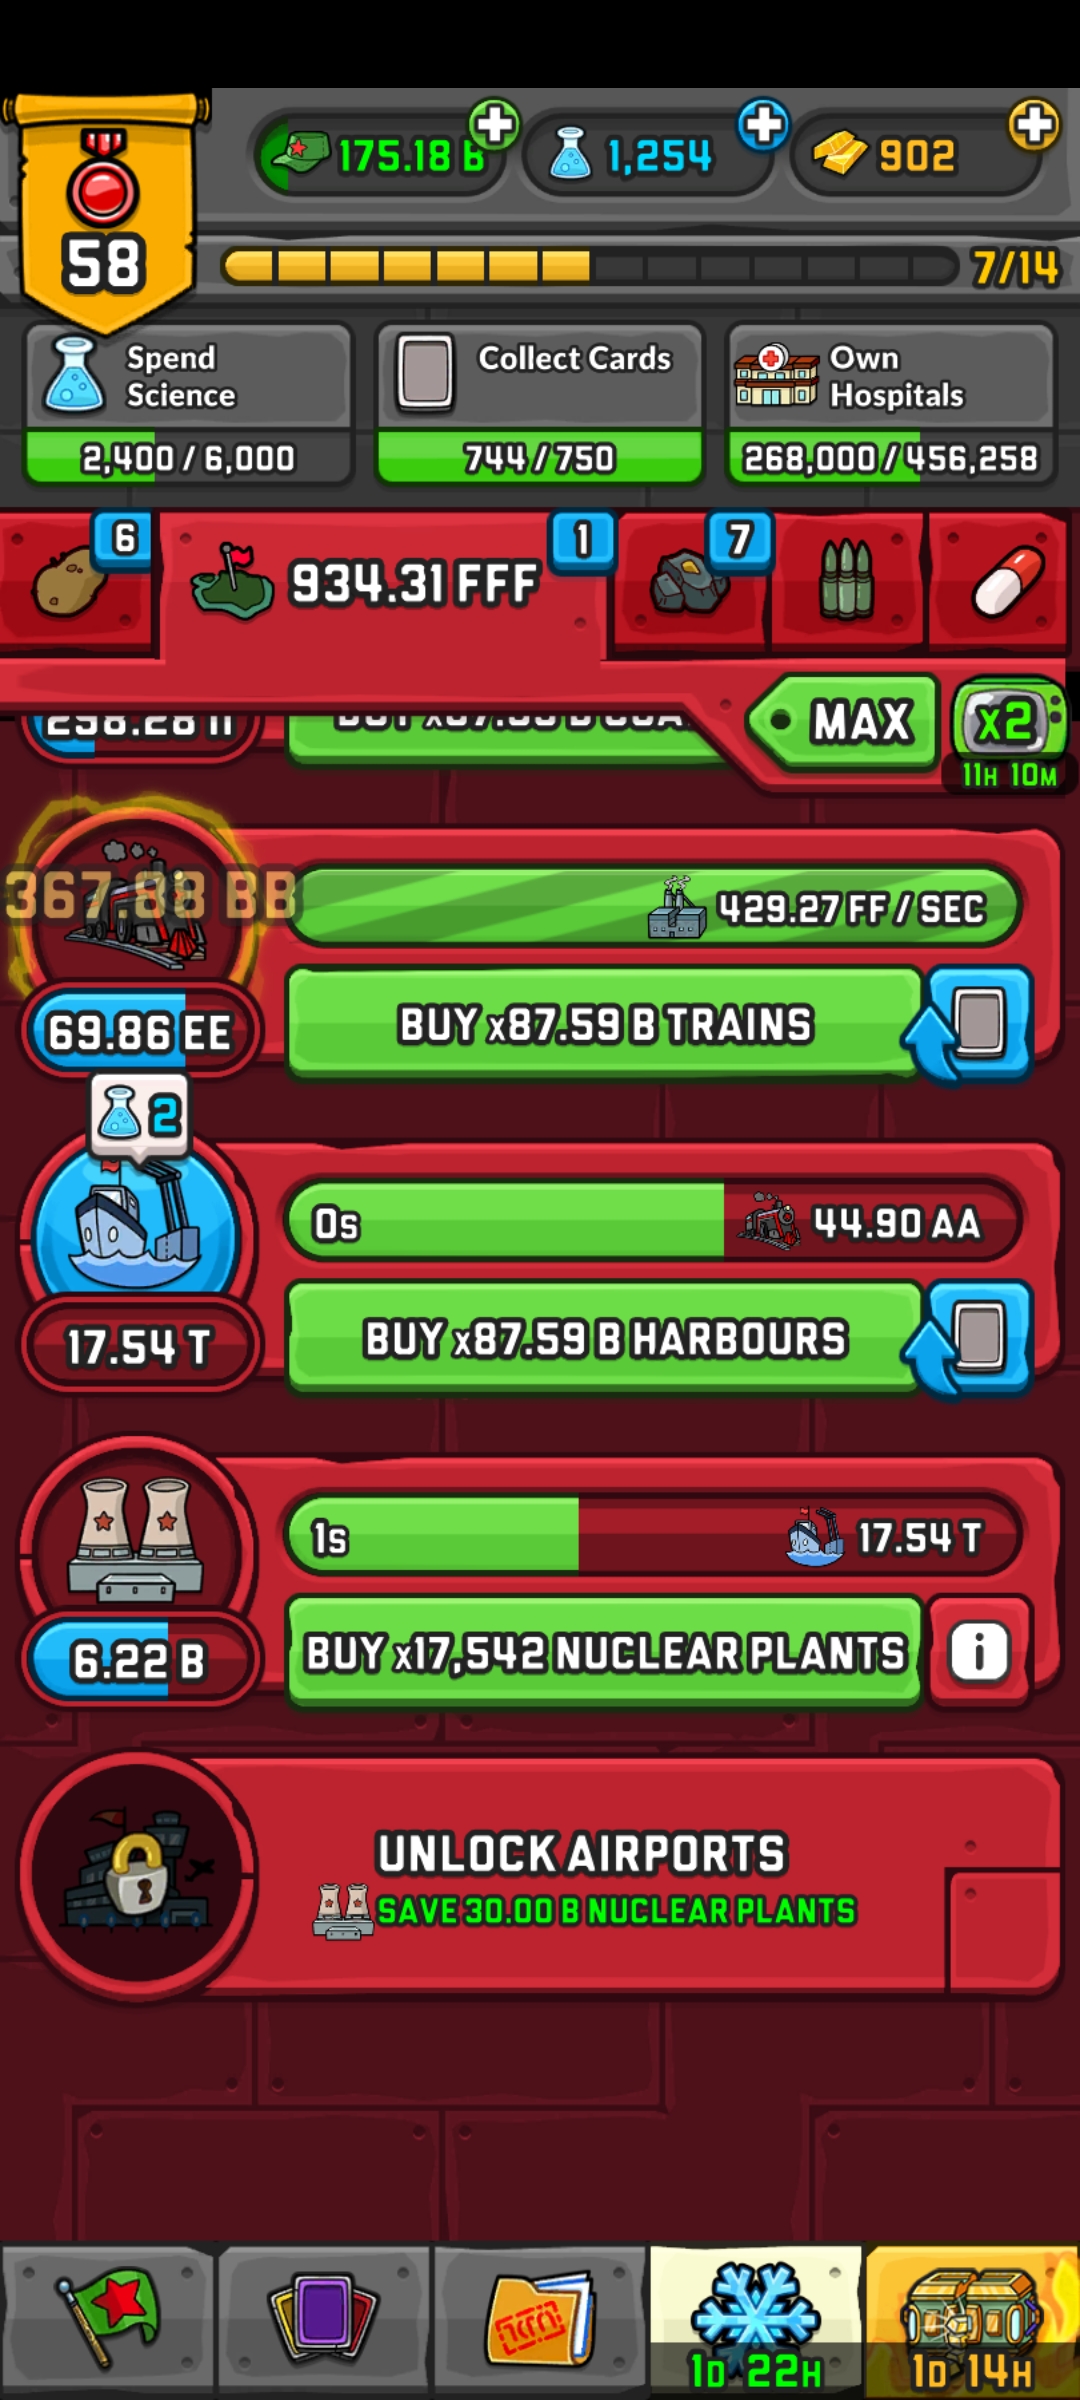 175.18 B
1,254
902
58
7/14
Spend
Science
2,400 / 6,000
Collect Cards
744 / 750
Own
Hospitals
268,000 / 456,258
6
934.31 FFF
1
7
MAX
x2
11H 10M
367.88 BB
429.27 FF / SEC
69.86 EE
BUY x87.59 B TRAINS
2
0s
44.90 AA
17.54 T
BUY x87.59 B HARBOURS
1s
17.54 T
6.22 B
BUY x17,542 NUCLEAR PLANTS
i
UNLOCK AIRPORTS
SAVE 30.00 B NUCLEAR PLANTS
1D 22H
1D 14H